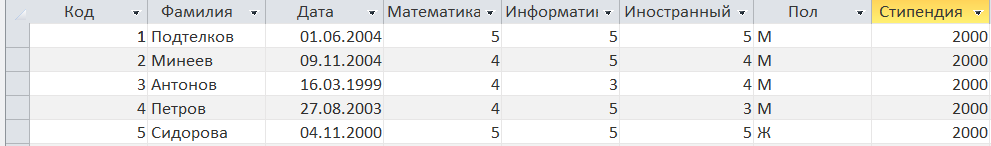 Код Фамилия Дата Математика Информати Иностранный Пол Стипендия
1 Подтелков 01.06.2004 5 5 5 М 2000
2 Минеев 09.11.2004 4 5 4 М 2000
3 Антонов 16.03.1999 4 3 4 М 2000
4 Петров 27.08.2003 4 5 3 М 2000
5 Сидорова 04.11.2000 5 5 5 Ж 2000